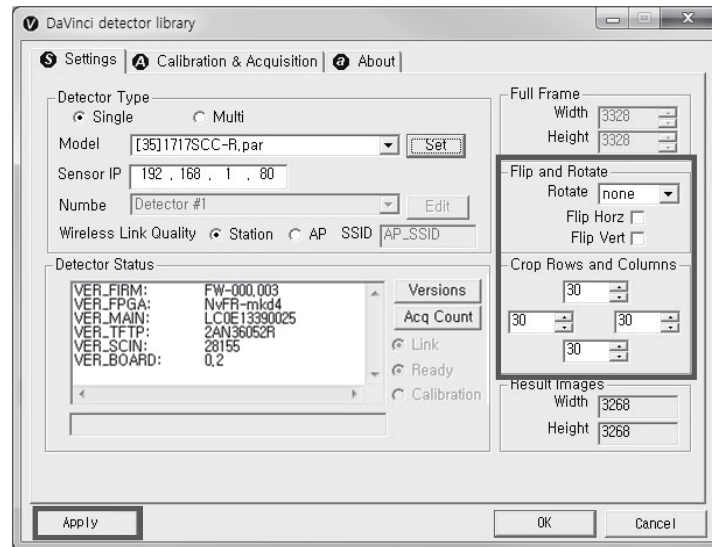 DaVinci detector library
Settings Calibration & Acquisition About
Detector Type
Single Multi
Model [35]1717SCC-R,par Set
Sensor IP 192 . 168 . 1 . 80
Numbe Detector #1 Edit
Wireless Link Quality Station AP SSID AP_SSID
Detector Status
VER_FIRM: FW-000,003
VER_FPGA: NvFR-mkd4
VER_MAIN: LC0E13390025
VER_TFTP: 2AN36052R
VER_SCIN: 28155
VER_BOARD: 0,2
Versions
Acq Count
Link
Ready
Calibration
Full Frame
Width 3328
Height 3328
Flip and Rotate
Rotate none
Flip Horz
Flip Vert
Crop Rows and Columns
30
30 30
30
Result Images
Width 3268
Height 3268
Apply OK Cancel